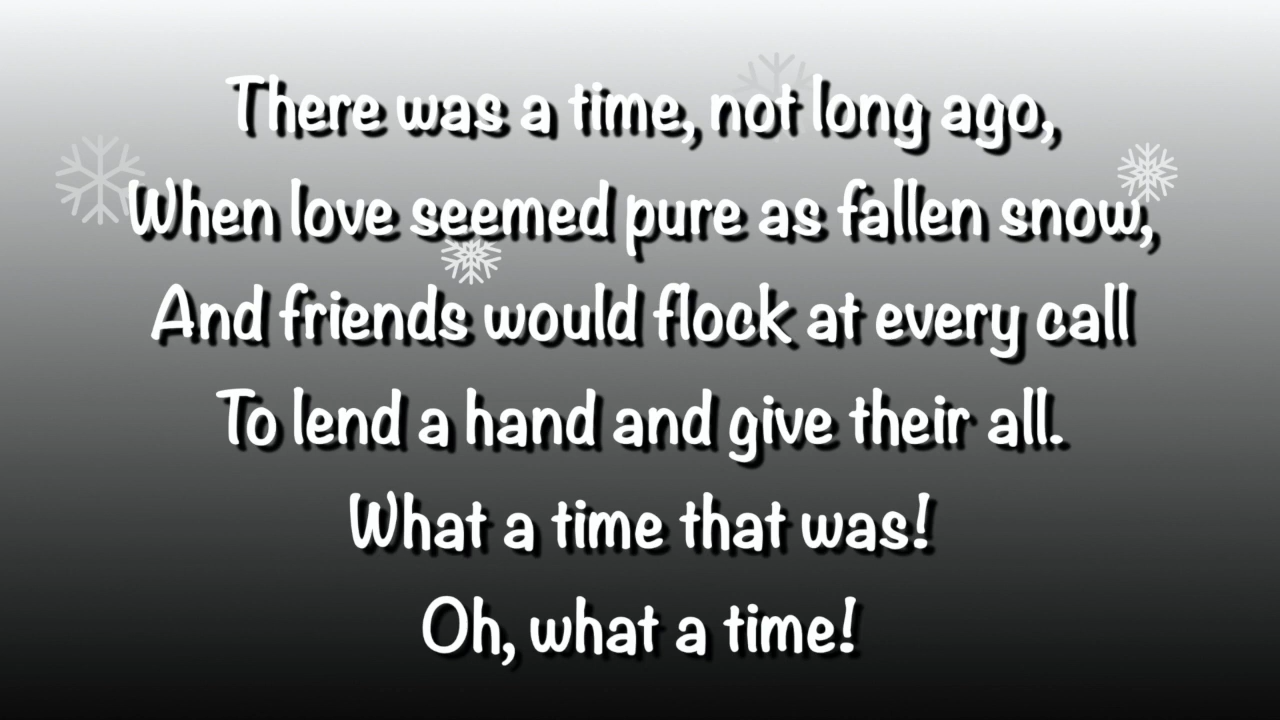 There was a time, not long ago,
When love seemed pure as fallen snow,
And friends would flock at every call
To lend a hand and give their all.
What a time that was!
Oh, what a time!